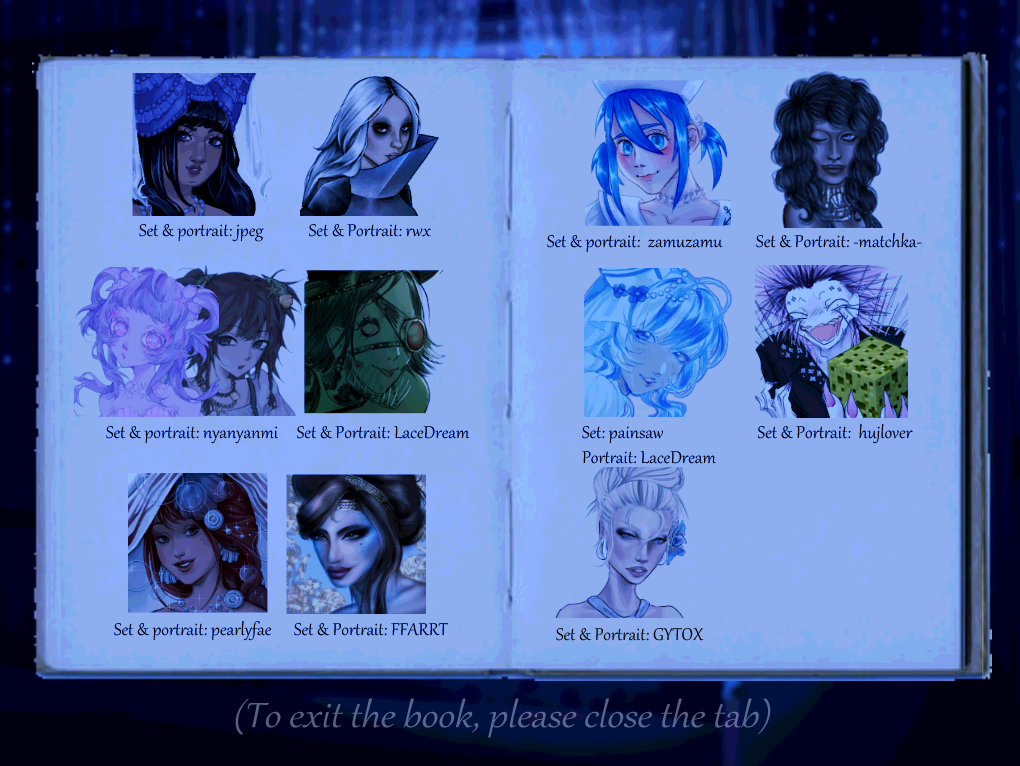 Set & portrait: jpeg
Set & Portrait: rwx
Set & portrait: nyanyanmi
Set & Portrait: LaceDream
Set & portrait: pearlyfae
Set & Portrait: FFARRT
Set & portrait: zamuzamu
Set & Portrait: -matchka-
Set: painsaw
Portrait: LaceDream
Set & Portrait: hujlover
Set & Portrait: GYTOX
(To exit the book, please close the tab)